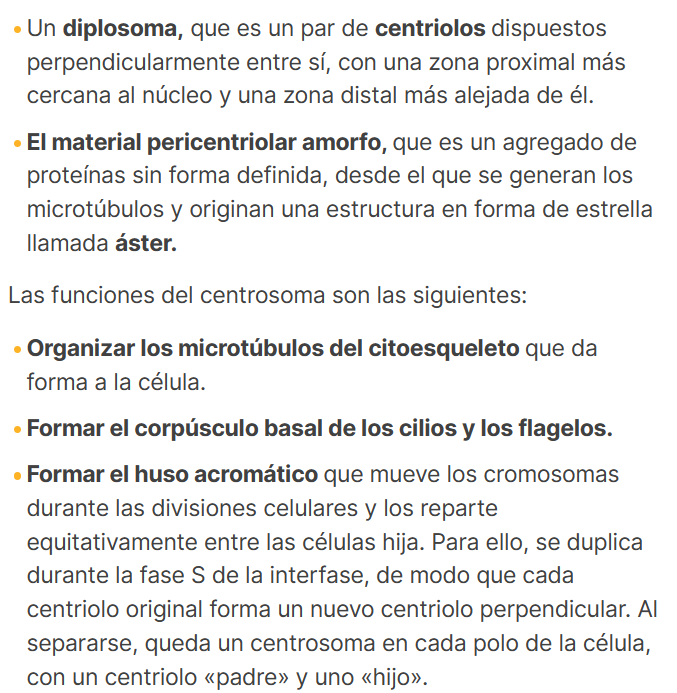 • Un diplosoma, que es un par de centriolos dispuestos
perpendicularmente entre sí, con una zona proximal más
cercana al núcleo y una zona distal más alejada de él.
• El material pericentriolar amorfo, que es un agregado de
proteínas sin forma definida, desde el que se generan los
microtúbulos y originan una estructura en forma de estrella
llamada áster.
Las funciones del centrosoma son las siguientes:
• Organizar los microtúbulos del citoesqueleto que da
forma a la célula.
• Formar el corpúsculo basal de los cilios y los flagelos.
• Formar el huso acromático que mueve los cromosomas
durante las divisiones celulares y los reparte
equitativamente entre las células hija. Para ello, se duplica
durante la fase S de la interfase, de modo que cada
centriolo original forma un nuevo centriolo perpendicular. Al
separarse, queda un centrosoma en cada polo de la célula,
con un centriolo «padre» y uno «hijo».